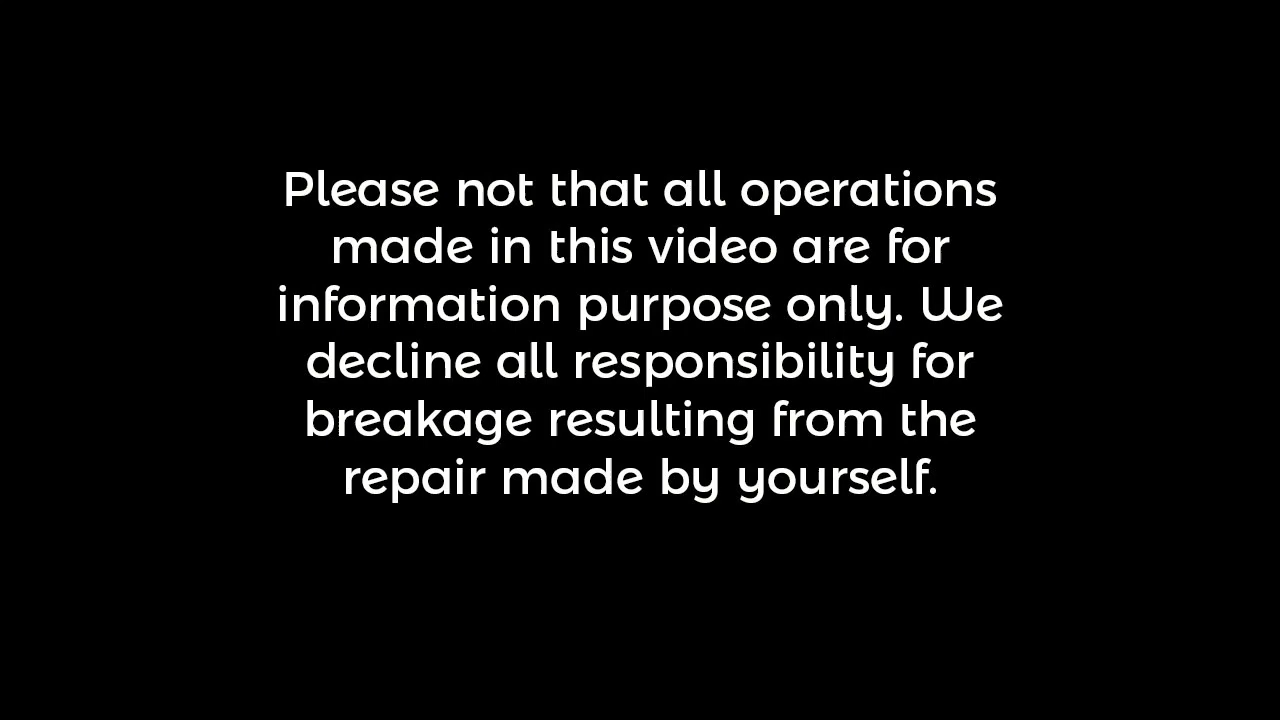 Please not that all operations
made in this video are for
information purpose only. We
decline all responsibility for
breakage resulting from the
repair made by yourself.